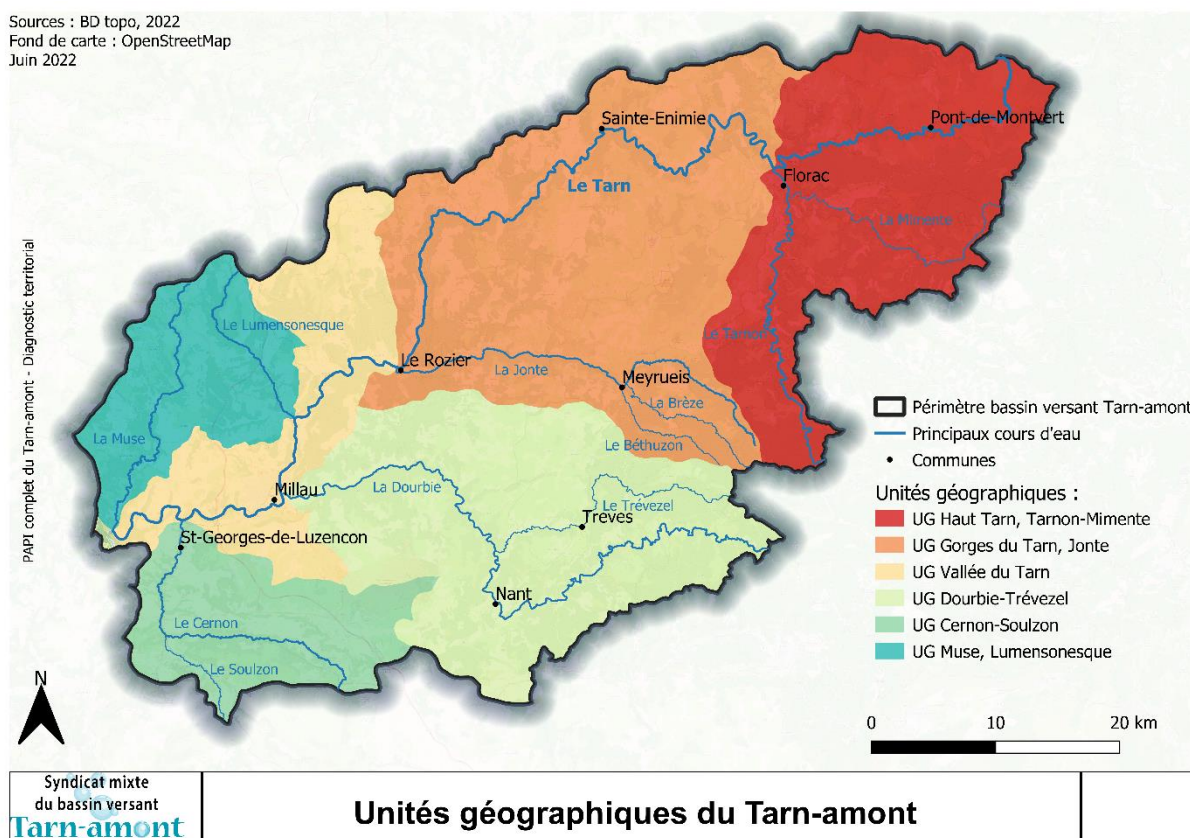 Sources : BD topo, 2022
Fond de carte : OpenStreetMap
Juin 2022
PAPI complet du Tarn-amont - Diagnostic territorial
Sainte-Enimie
Pont-de-Montvert
Le Tarn
Florac
La Mimente
Le Lumensonesque
Le Tarnon
Le Rozier
La Jonte
Meyrueis
La Brèze
La Muse
Le Béthuzon
Millau
La Dourbie
Le Trévezel
Trèves
St-Georges-de-Luzencon
Nant
Le Cernon
Le Soulzon
Périmètre bassin versant Tarn-amont
Principaux cours d'eau
Communes
Unités géographiques :
UG Haut Tarn, Tarnon-Mimente
UG Gorges du Tarn, Jonte
UG Vallée du Tarn
UG Dourbie-Trévezel
UG Cernon-Soulzon
UG Muse, Lumensonesque
N
0 10 20 km
Syndicat mixte
du bassin versant
Tarn-amont
Unités géographiques du Tarn-amont